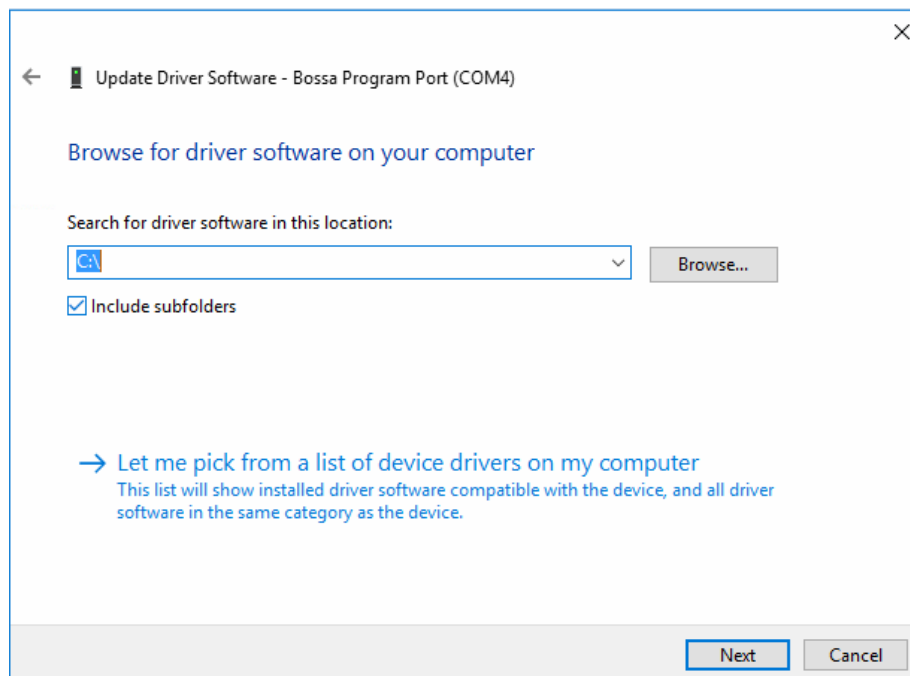 Update Driver Software - Bossa Program Port (COM4)
Browse for driver software on your computer
Search for driver software in this location:
C:\
Browse...
Include subfolders
Let me pick from a list of device drivers on my computer
This list will show installed driver software compatible with the device, and all driver
software in the same category as the device.
Next
Cancel